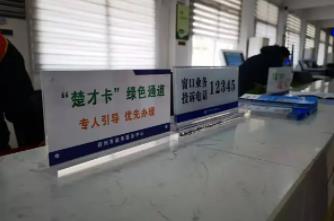 “楚才卡”绿色通道
专人引导 优先办理
窗口业务
投诉电话
12345